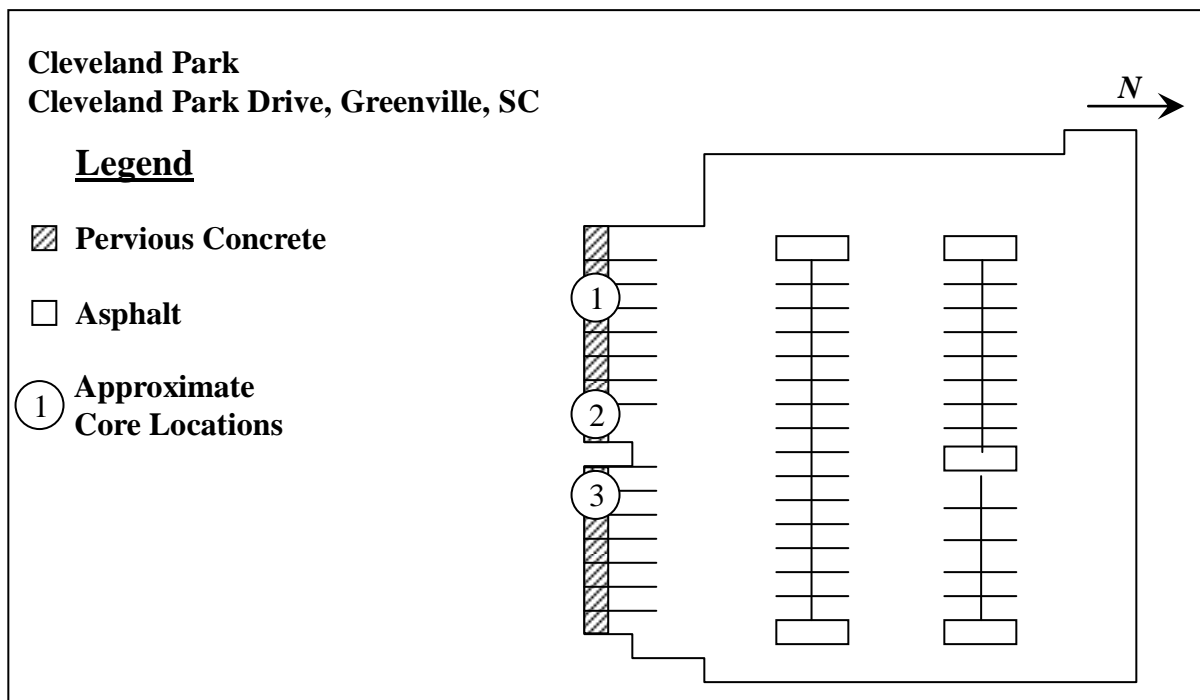 Cleveland Park
Cleveland Park Drive, Greenville, SC
N
Legend
Pervious Concrete
Asphalt
1 Approximate
Core Locations
1
2
3